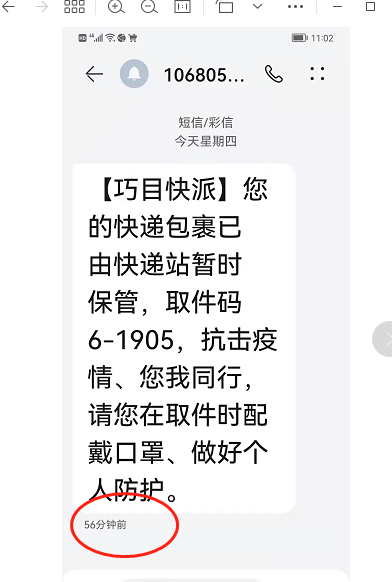 11:02
106805...
短信/彩信
今天星期四
【巧目快派】您
的快递包裹已
由快递站暂时
保管，取件码
6-1905，抗击疫
情、您我同行，
请您在取件时配
戴口罩、做好个
人防护。
56分钟前